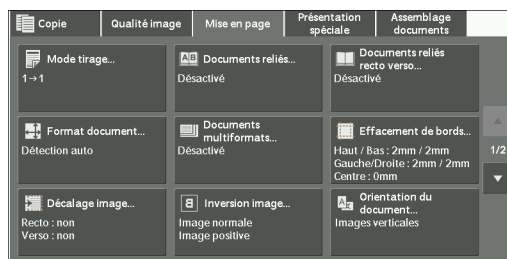 Copie
Qualité image
Mise en page
Présentation
spéciale
Assemblage
documents
Mode tirage...
1→1
AB Documents reliés...
Désactivé
Documents reliés
recto verso...
Désactivé
Format document...
Détection auto
Documents
multiformats...
Désactivé
Effacement de bords...
Haut / Bas : 2mm / 2mm
Gauche/Droite : 2mm / 2mm
Centre : 0mm
1/2
Décalage image...
Recto : non
Verso : non
Inversion image...
Image normale
Image positive
Orientation du
document...
Images verticales